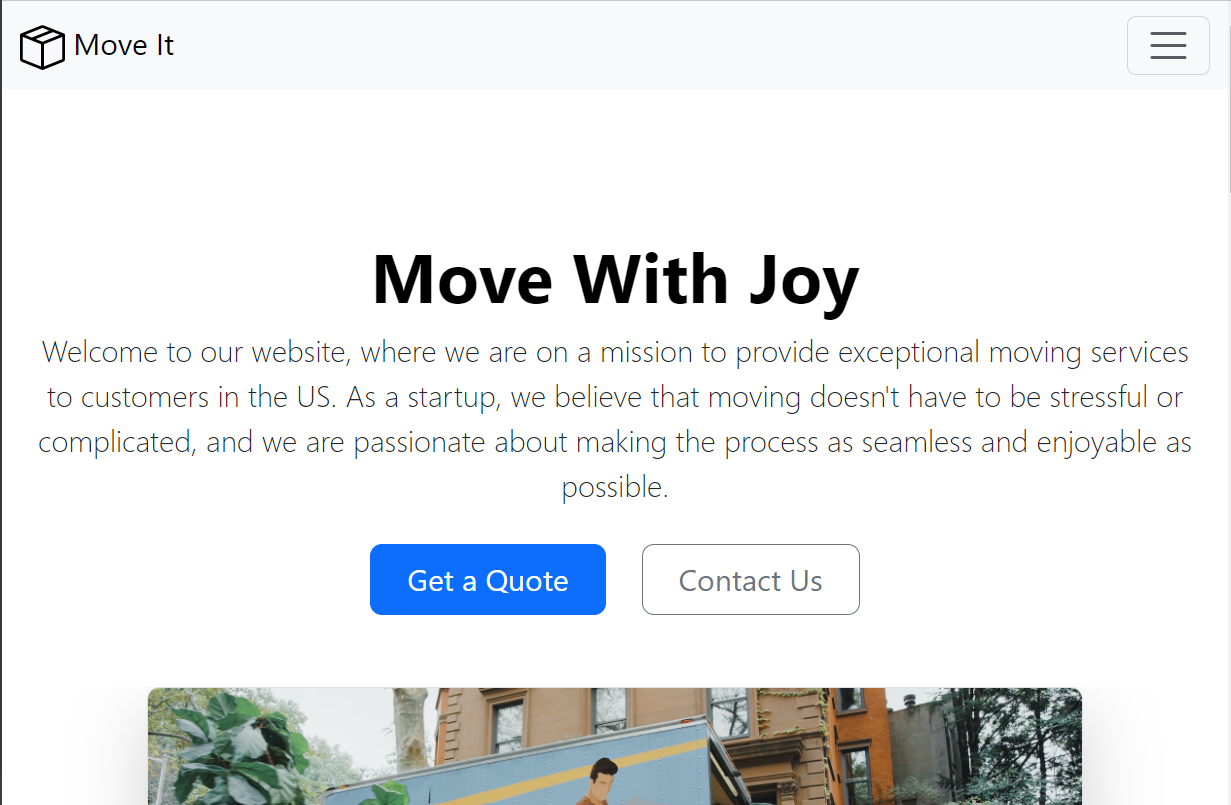 Move It
Move With Joy
Welcome to our website, where we are on a mission to provide exceptional moving services
to customers in the US. As a startup, we believe that moving doesn't have to be stressful or
complicated, and we are passionate about making the process as seamless and enjoyable as
possible.
Get a Quote
Contact Us